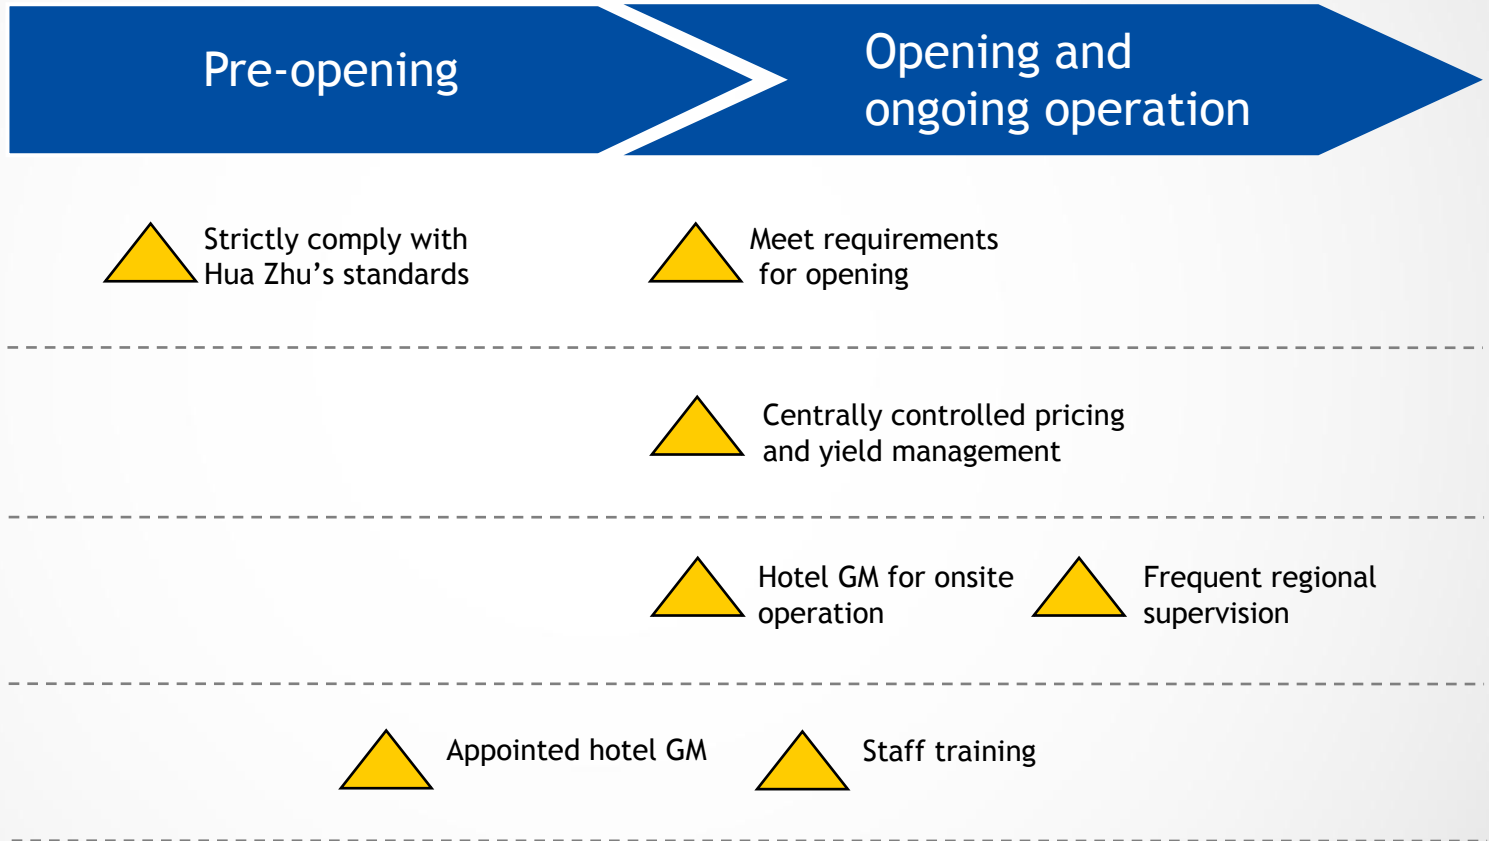 Pre-opening
Opening and
ongoing operation
Strictly comply with
Hua Zhu’s standards
Meet requirements
for opening
Centrally controlled pricing
and yield management
Hotel GM for onsite
operation
Frequent regional
supervision
Appointed hotel GM
Staff training